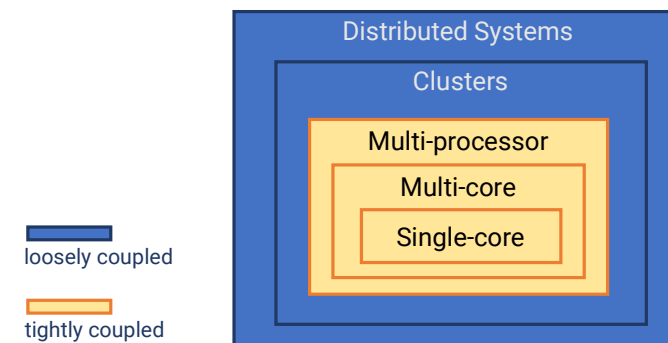 Distributed Systems
Clusters
Multi-processor
Multi-core
Single-core
loosely coupled
tightly coupled